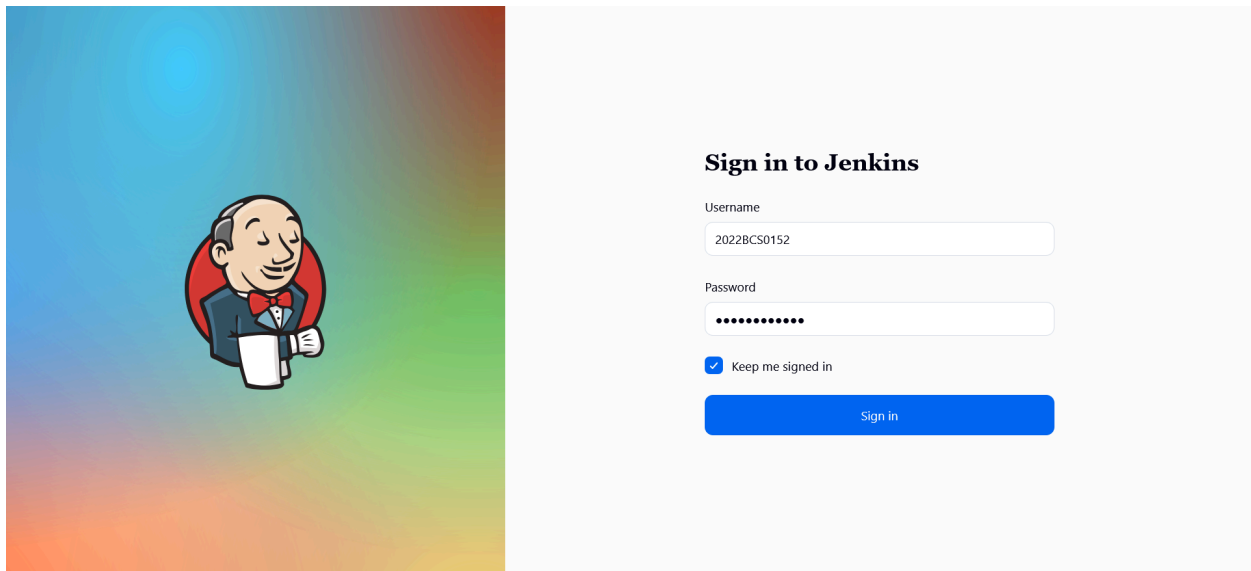 Sign in to Jenkins
Username
2022BCS0152
Password
••••••••••••
Keep me signed in
Sign in